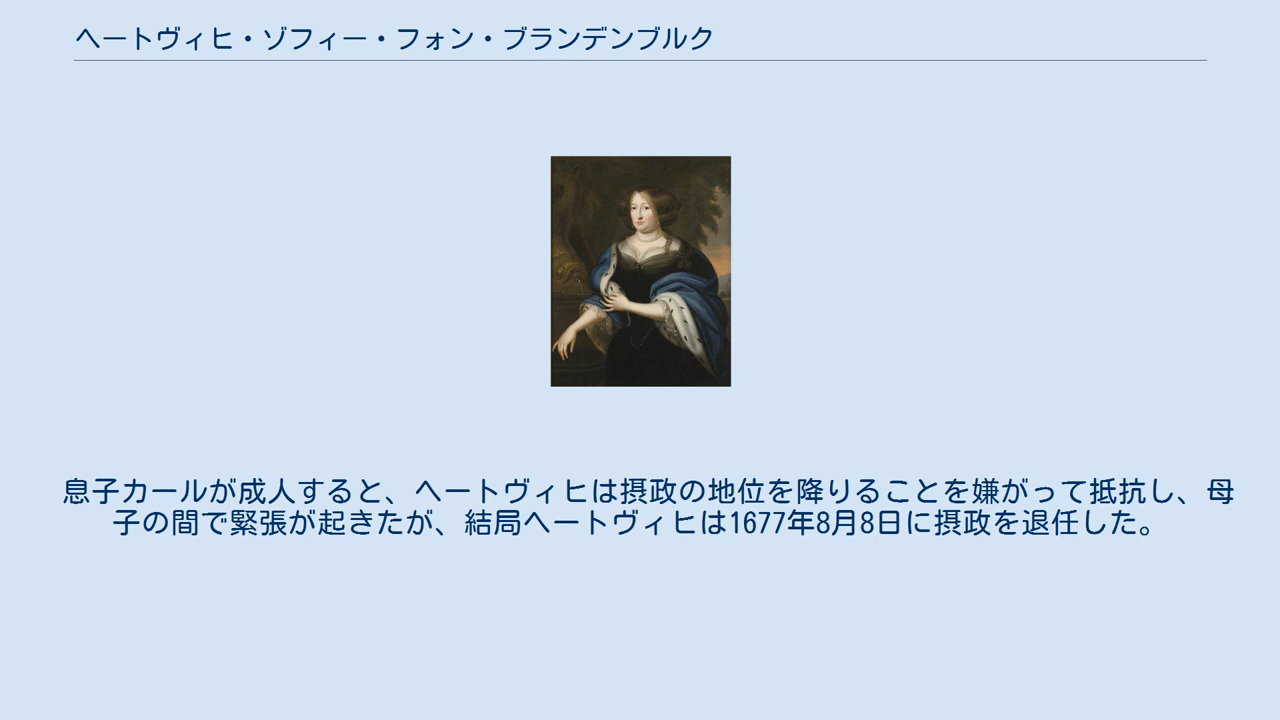 ヘートヴィヒ・ゾフィー・フォン・ブランデンブルク
息子カールが成人すると、ヘートヴィヒは摂政の地位を降りることを嫌がって抵抗し、母
子の間で緊張が起きたが、結局ヘートヴィヒは1677年8月8日に摂政を退任した。